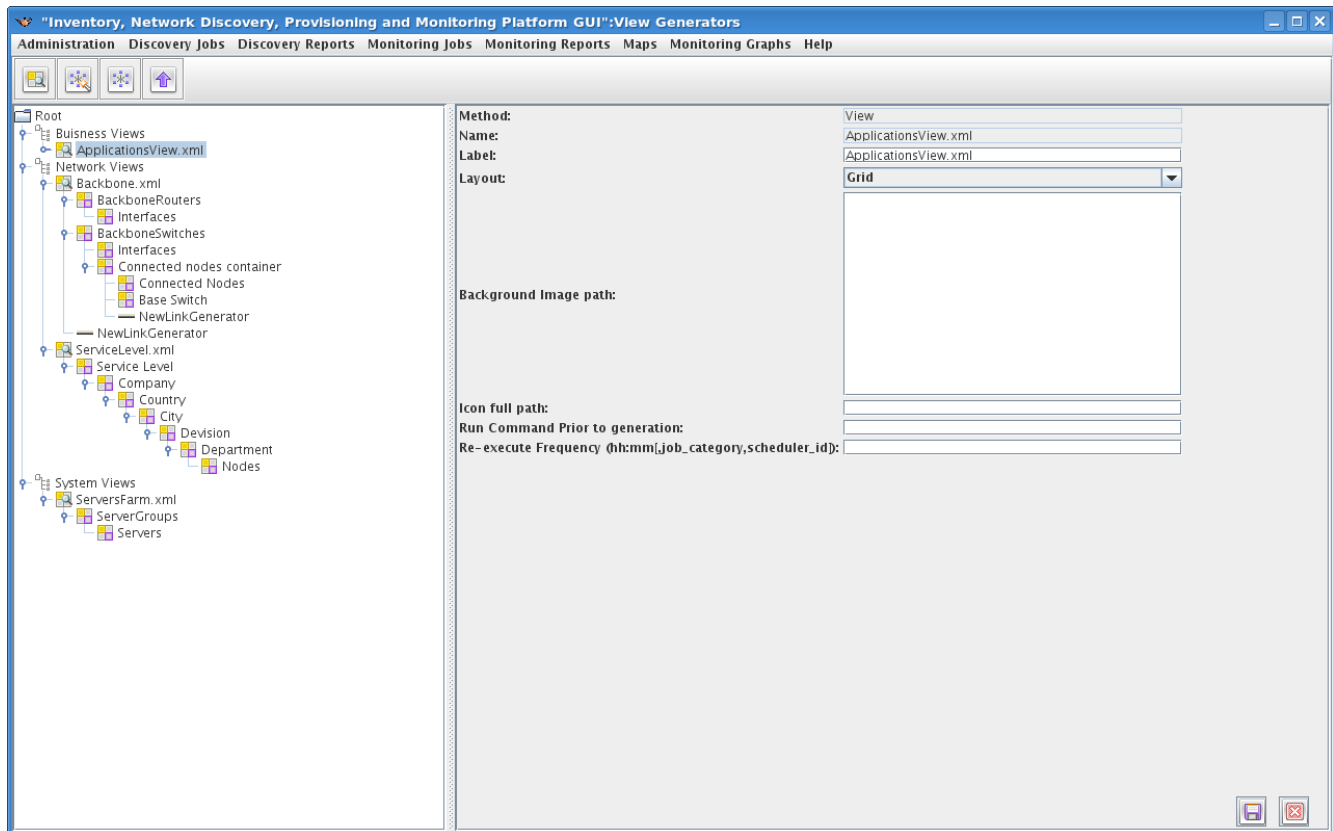 "Inventory, Network Discovery, Provisioning and Monitoring Platform GUI":View Generators
Administration Discovery Jobs Discovery Reports Monitoring Jobs Monitoring Reports Maps Monitoring Graphs Help
Root
Buisness Views
ApplicationsView.xml
Network Views
Backbone.xml
BackboneRouters
Interfaces
BackboneSwitches
Interfaces
Connected nodes container
Connected Nodes
Base Switch
NewLinkGenerator
NewLinkGenerator
ServiceLevel.xml
Service Level
Company
Country
City
Devision
Department
Nodes
System Views
ServersFarm.xml
ServerGroups
Servers
Method: View
Name: ApplicationsView.xml
Label: ApplicationsView.xml
Layout: Grid
Background Image path:
Icon full path:
Run Command Prior to generation:
Re-execute Frequency (hh:mm[,job_category,scheduler_id]):